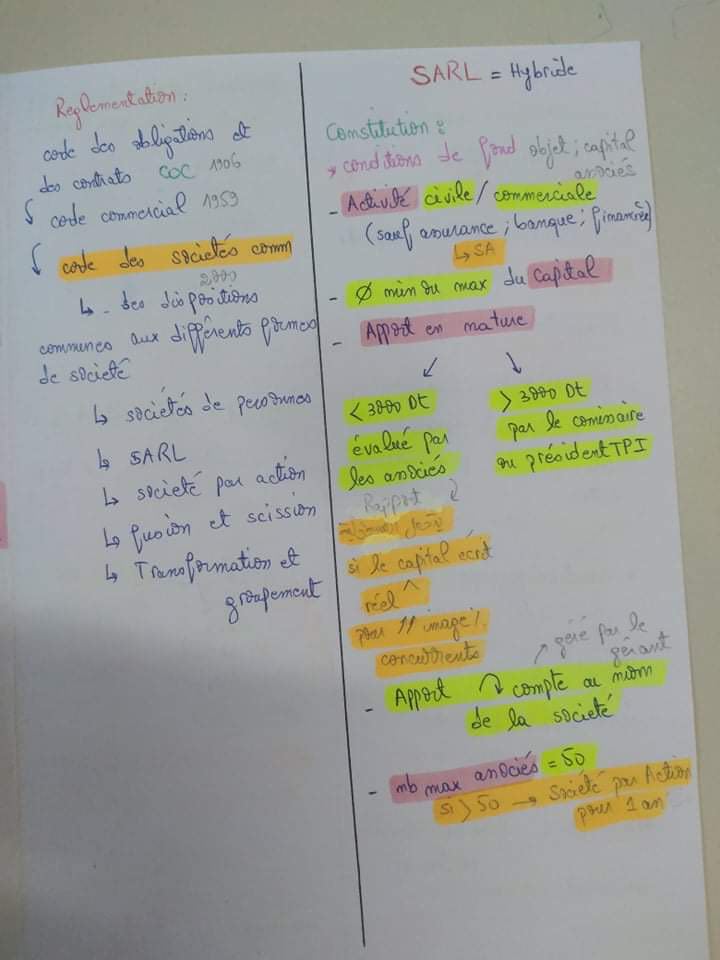 Reglementation :
code des obligations et
des contrats COC 1906
↓ code commercial 1959
↓ code des sociétés comm
2000
↳ - des dispositions
communes aux différents formes
de société
↳ sociétés de personnes
↳ SARL
↳ société par action
↳ fusion et scission
↳ Transformation et
groupement
SARL = Hybride
Constitution :
→ conditions de fond objet ; capital
associés
- Activité civile / commerciale
(sauf assurance ; banque ; financière)
↳ SA
- Ø min ou max du capital
- Apport en nature
↙ ↘
< 3000 Dt
évalué par
les associés
> 3000 Dt
par le comissaire
ou président TPI
Rapport
si le capital écrit
réel
pour 11 image %
concurrents
↗ géré par le
gérant
- Apport ↷ compte au nom
de la société
- nb max associés = 50
si > 50 → Société par Action
pour 1 an